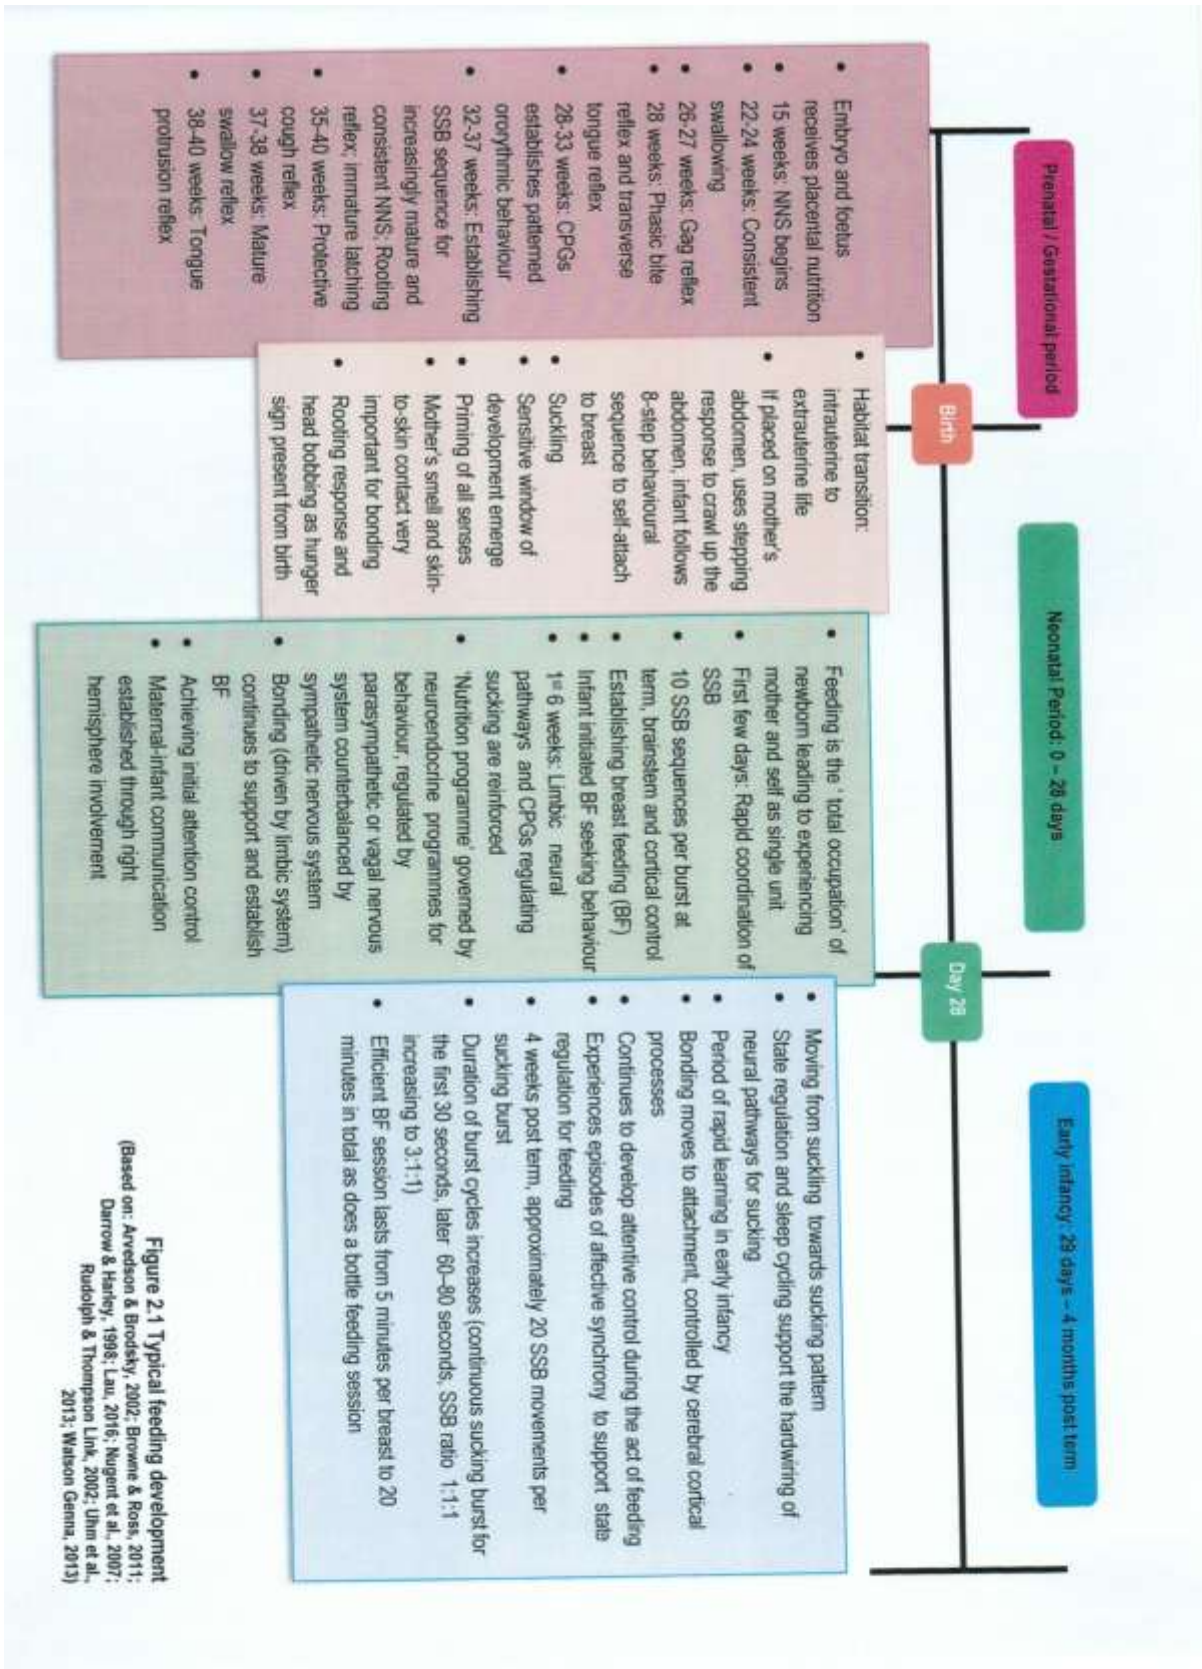 Prenatal / Gestational period
Birth
Neonatal Period: 0 – 28 days
Day 28
Early infancy: 29 days – 4 months post term
• Embryo and foetus
receives placental nutrition
• 15 weeks: NNS begins
• 22-24 weeks: Consistent
swallowing
• 26-27 weeks: Gag reflex
• 28 weeks: Phasic bite
reflex and transverse
tongue reflex
• 28-33 weeks: CPGs
establishes patterned
ororythmic behaviour
• 32-37 weeks: Establishing
SSB sequence for
increasingly mature and
consistent NNS; Rooting
reflex; immature latching
• 35-40 weeks: Protective
cough reflex
• 37-38 weeks: Mature
swallow reflex
• 38-40 weeks: Tongue
protrusion reflex
• Habitat transition:
intrauterine to
extrauterine life
• If placed on mother's
abdomen, uses stepping
response to crawl up the
abdomen, infant follows
8-step behavioural
sequence to self-attach
to breast
• Suckling
• Sensitive window of
development emerge
• Priming of all senses
• Mother's smell and skin-
to-skin contact very
important for bonding
• Rooting response and
head bobbing as hunger
sign present from birth
• Feeding is the ' total occupation' of
newborn leading to experiencing
mother and self as single unit
• First few days: Rapid coordination of
SSB
• 10 SSB sequences per burst at
term, brainstem and cortical control
• Establishing breast feeding (BF)
• Infant initiated BF seeking behaviour
• 1st 6 weeks: Limbic neural
pathways and CPGs regulating
sucking are reinforced
• 'Nutrition programme' governed by
neuroendocrine programmes for
behaviour, regulated by
parasympathetic or vagal nervous
system counterbalanced by
sympathetic nervous system
• Bonding (driven by limbic system)
continues to support and establish
BF
• Achieving initial attention control
• Maternal-infant communication
established through right
hemisphere involvement
• Moving from suckling towards sucking pattern
• State regulation and sleep cycling support the hardwiring of
neural pathways for sucking
• Period of rapid learning in early infancy
• Bonding moves to attachment, controlled by cerebral cortical
processes
• Continues to develop attentive control during the act of feeding
• Experiences episodes of affective synchrony to support state
regulation for feeding
• 4 weeks post term, approximately 20 SSB movements per
sucking burst
• Duration of burst cycles increases (continuous sucking burst for
the first 30 seconds, later 60–80 seconds, SSB ratio 1:1:1
increasing to 3:1:1)
• Efficient BF session lasts from 5 minutes per breast to 20
minutes in total as does a bottle feeding session
Figure 2.1 Typical feeding development
(Based on: Arvedson & Brodsky, 2002; Browne & Ross, 2011;
Darrow & Harley, 1998; Lau, 2016; Nugent et al., 2007;
Rudolph & Thompson Link, 2002; Uhm et al.,
2013; Watson Genna, 2013)